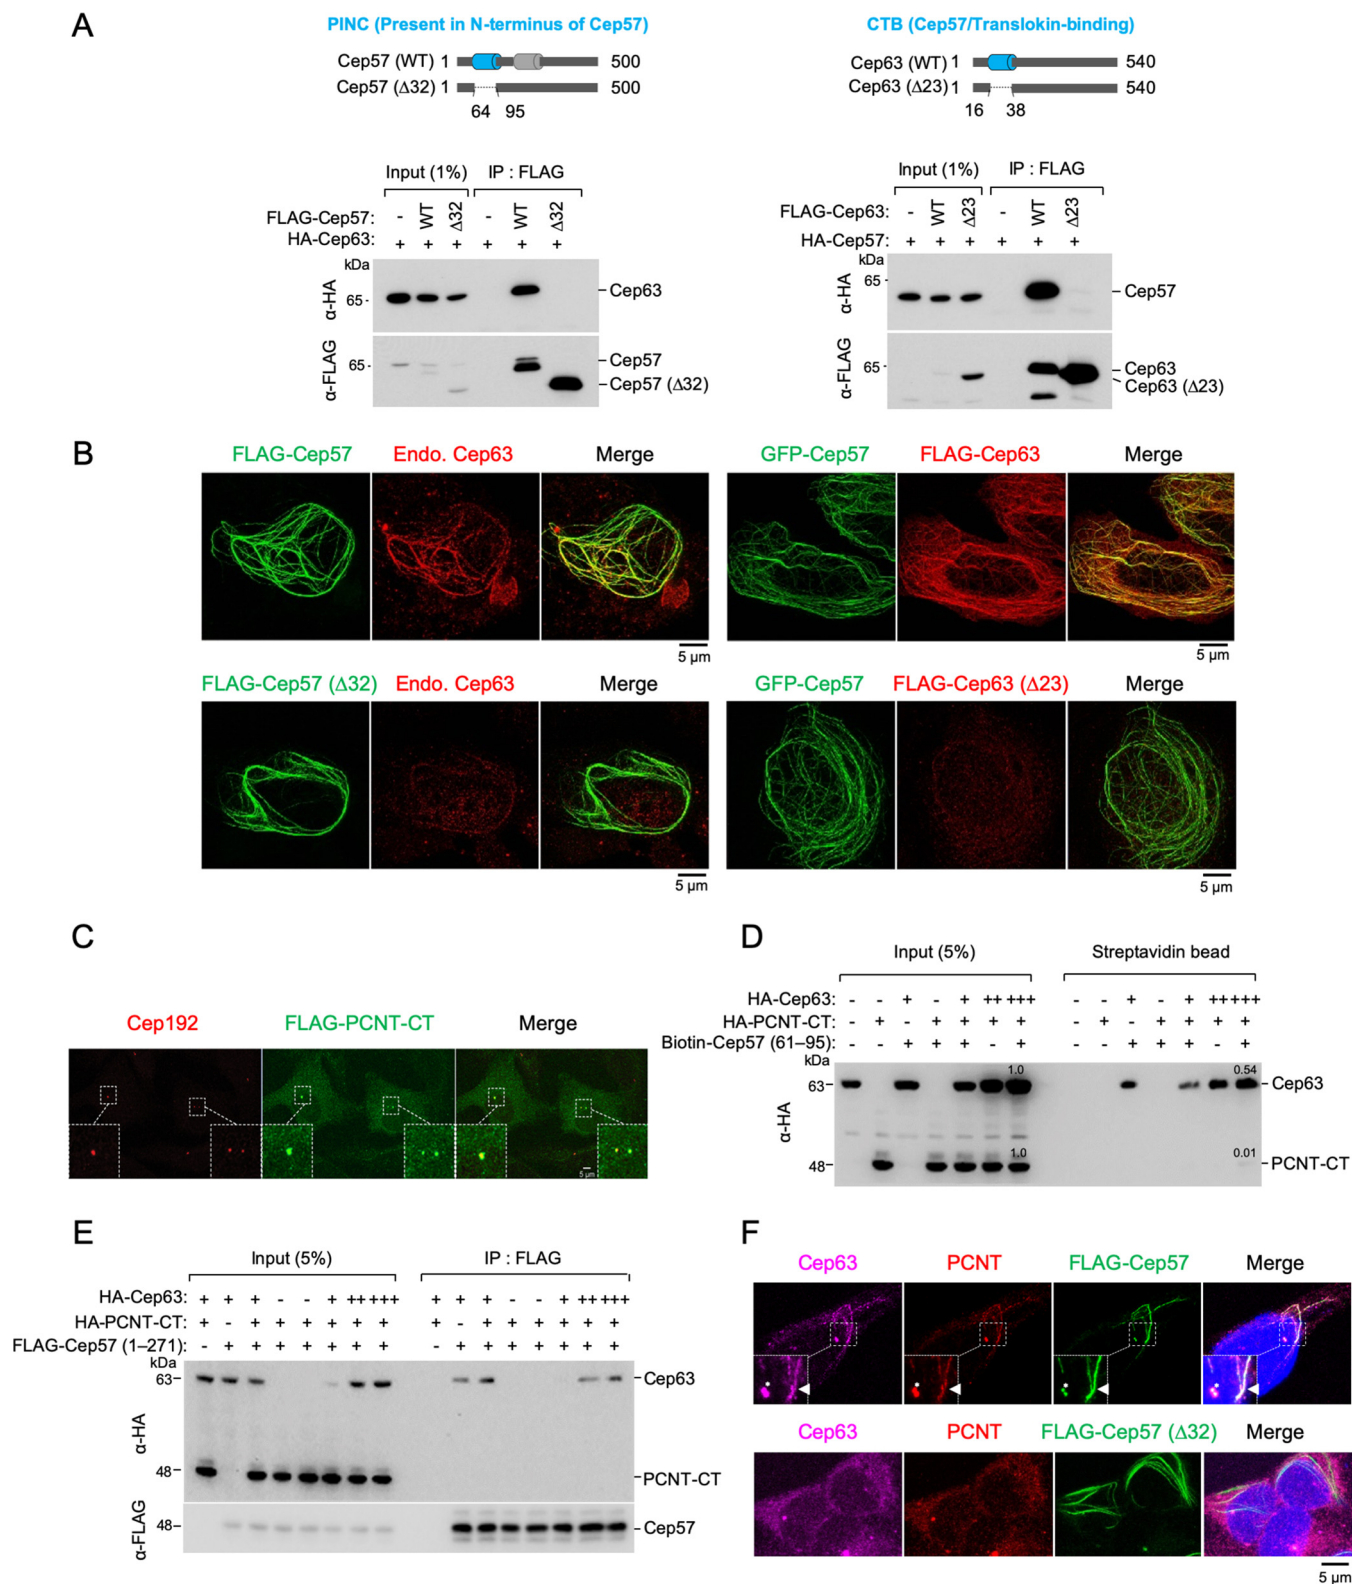 A
PINC (Present in N-terminus of Cep57)
Cep57 (WT) 1 500
Cep57 (Δ32) 1 500
64 95
CTB (Cep57/Translokin-binding)
Cep63 (WT) 1 540
Cep63 (Δ23) 1 540
16 38
Input (1%) IP : FLAG
FLAG-Cep57: - WT Δ32 - WT Δ32
HA-Cep63: + + + + + +
kDa
α-HA 65- Cep63
α-FLAG 65- Cep57
Cep57 (Δ32)
Input (1%) IP : FLAG
FLAG-Cep63: - WT Δ23 - WT Δ23
HA-Cep57: + + + + + +
kDa
α-HA 65- Cep57
α-FLAG 65- Cep63
Cep63 (Δ23)
B
FLAG-Cep57 Endo. Cep63 Merge GFP-Cep57 FLAG-Cep63 Merge
5 µm 5 µm
FLAG-Cep57 (Δ32) Endo. Cep63 Merge GFP-Cep57 FLAG-Cep63 (Δ23) Merge
5 µm 5 µm
C
Cep192 FLAG-PCNT-CT Merge
5 µm
D
Input (5%) Streptavidin bead
HA-Cep63: - - + - + ++ +++ - - + - + ++ +++
HA-PCNT-CT: - + - + + + + - + - + + + +
Biotin-Cep57 (61–95): - - + + + - + - - + + + - +
kDa
1.0 0.54
α-HA 63- Cep63
1.0 0.01
48- PCNT-CT
E
Input (5%) IP : FLAG
HA-Cep63: + + + - - + ++ +++ + + + - - + ++ +++
HA-PCNT-CT: + - + + + + + + + - + + + + + +
FLAG-Cep57 (1–271): - + + + + + + + - + + + + + + +
kDa
α-HA 63- Cep63
48- PCNT-CT
α-FLAG 48- Cep57
F
Cep63 PCNT FLAG-Cep57 Merge
* * * *
Cep63 PCNT FLAG-Cep57 (Δ32) Merge
5 µm